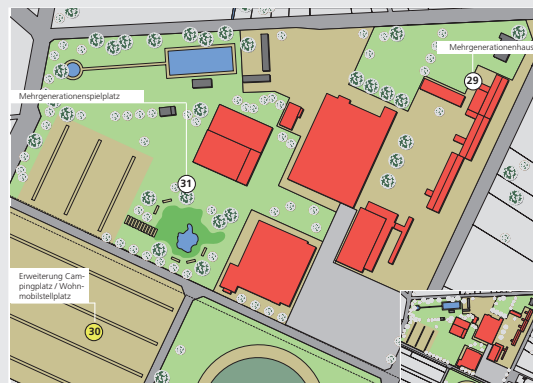 Mehrgenerationenhaus
29
Mehrgenerationenspielplatz
31
Erweiterung Cam-
pingplatz / Wohn-
mobilstellplatz
30